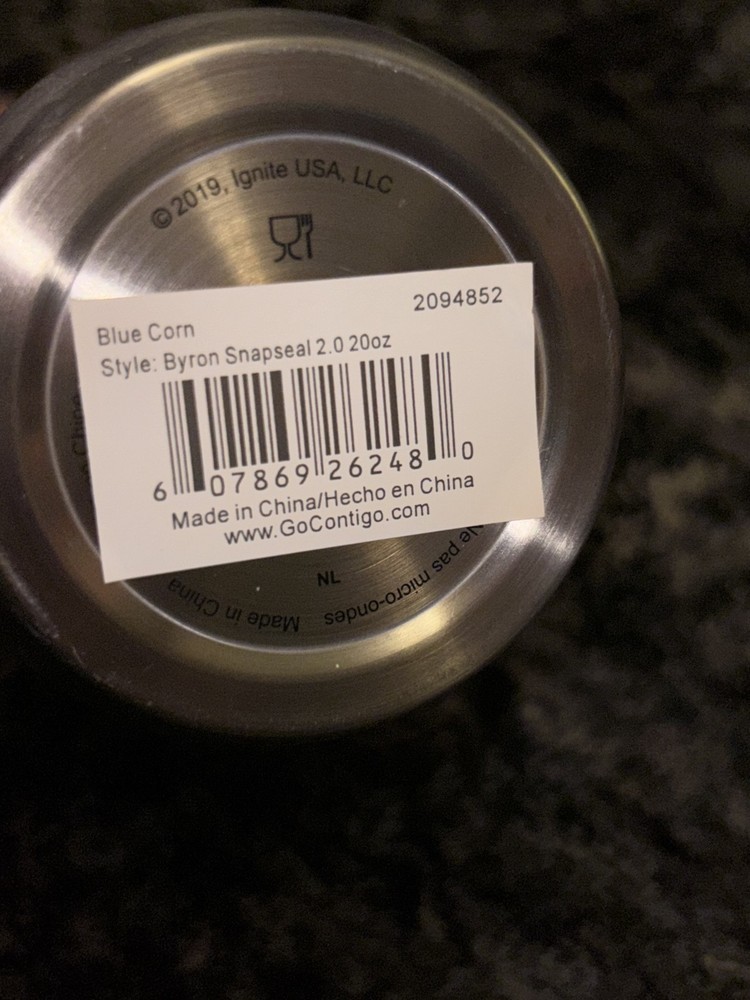 © 2019, Ignite USA, LLC
2094852
Blue Corn
Style: Byron Snapseal 2.0 20oz
6 07869 26248 0
Made in China/Hecho en China
www.GoContigo.com
NL
Ne pas micro-ondes
Made in China